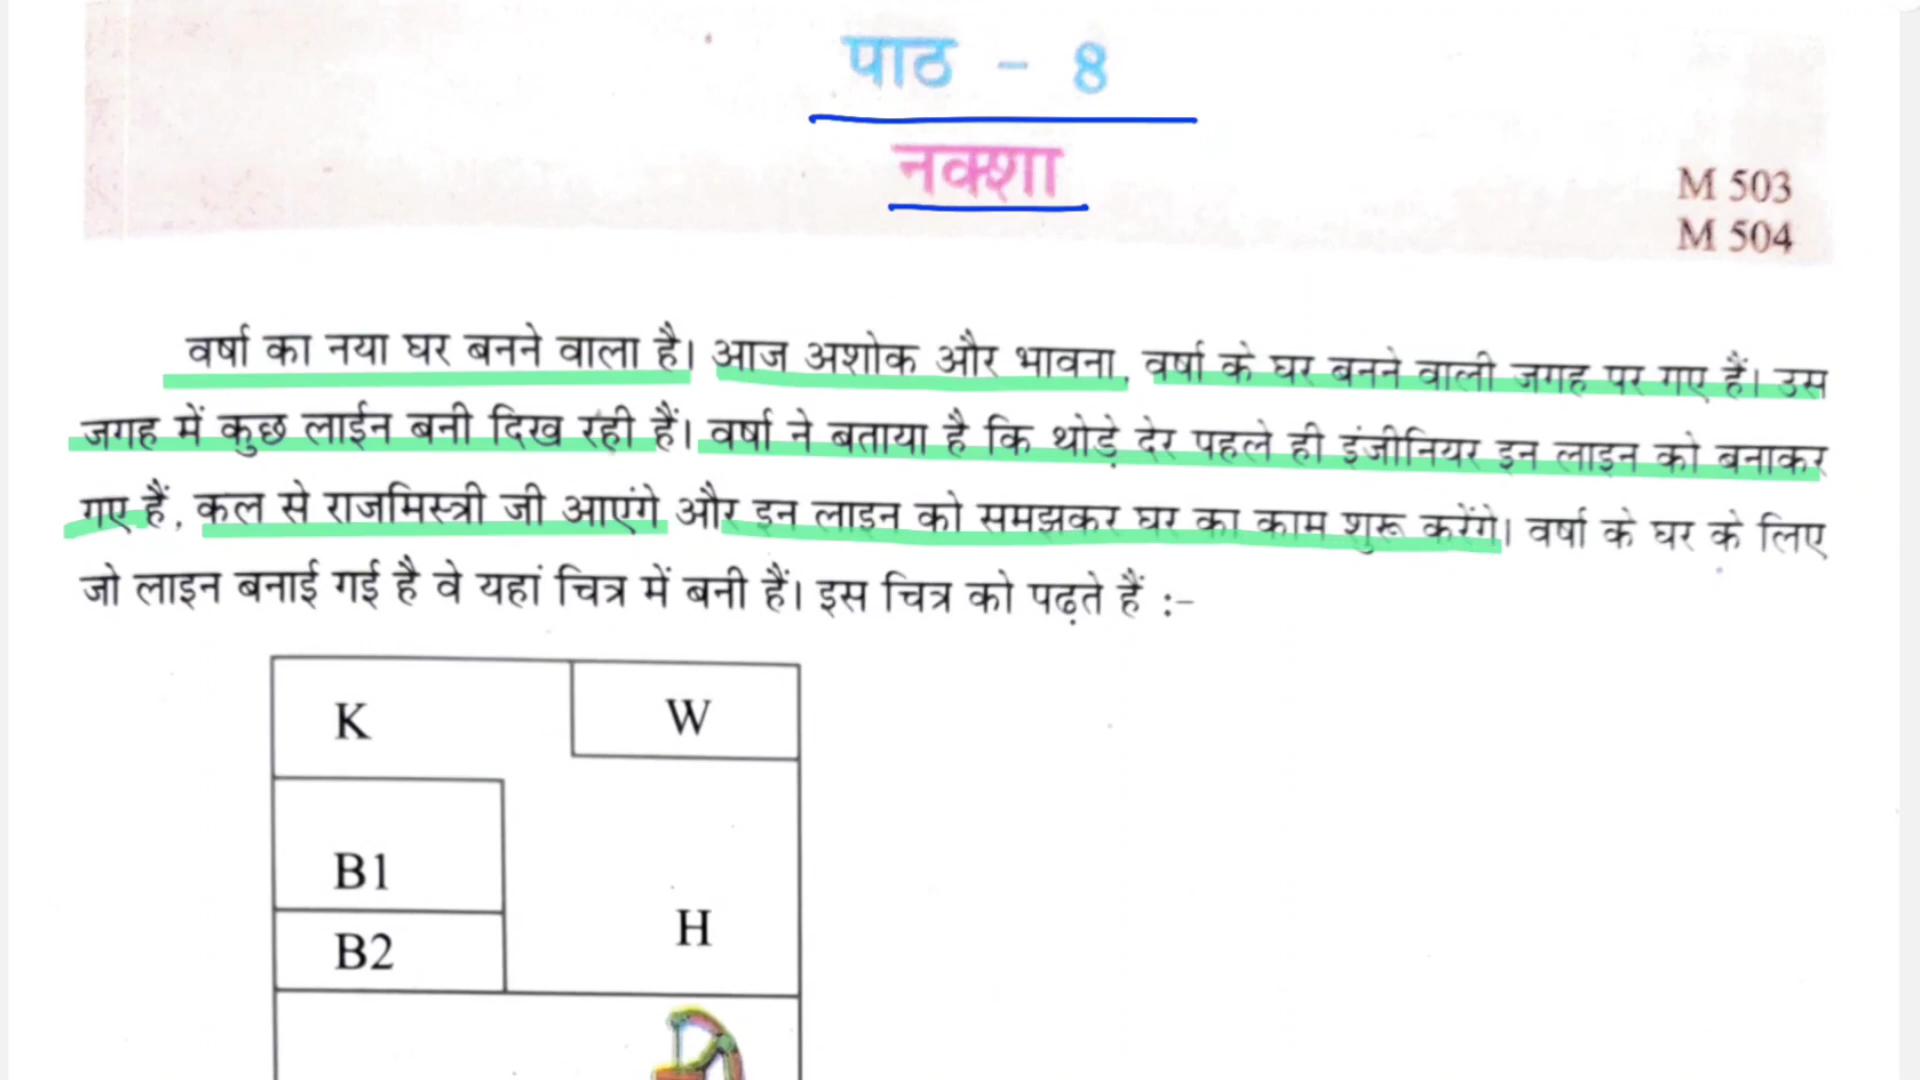 पाठ - 8
नक्शा
M 503
M 504
वर्षा का नया घर बनने वाला है। आज अशोक और भावना, वर्षा के घर बनने वाली जगह पर गए हैं। उस
जगह में कुछ लाईन बनी दिख रही हैं। वर्षा ने बताया है कि थोड़े देर पहले ही इंजीनियर इन लाइन को बनाकर
गए हैं, कल से राजमिस्त्री जी आएंगे और इन लाइन को समझकर घर का काम शुरू करेंगे। वर्षा के घर के लिए
जो लाइन बनाई गई है वे यहां चित्र में बनी हैं। इस चित्र को पढ़ते हैं :-
K
W
B1
H
B2